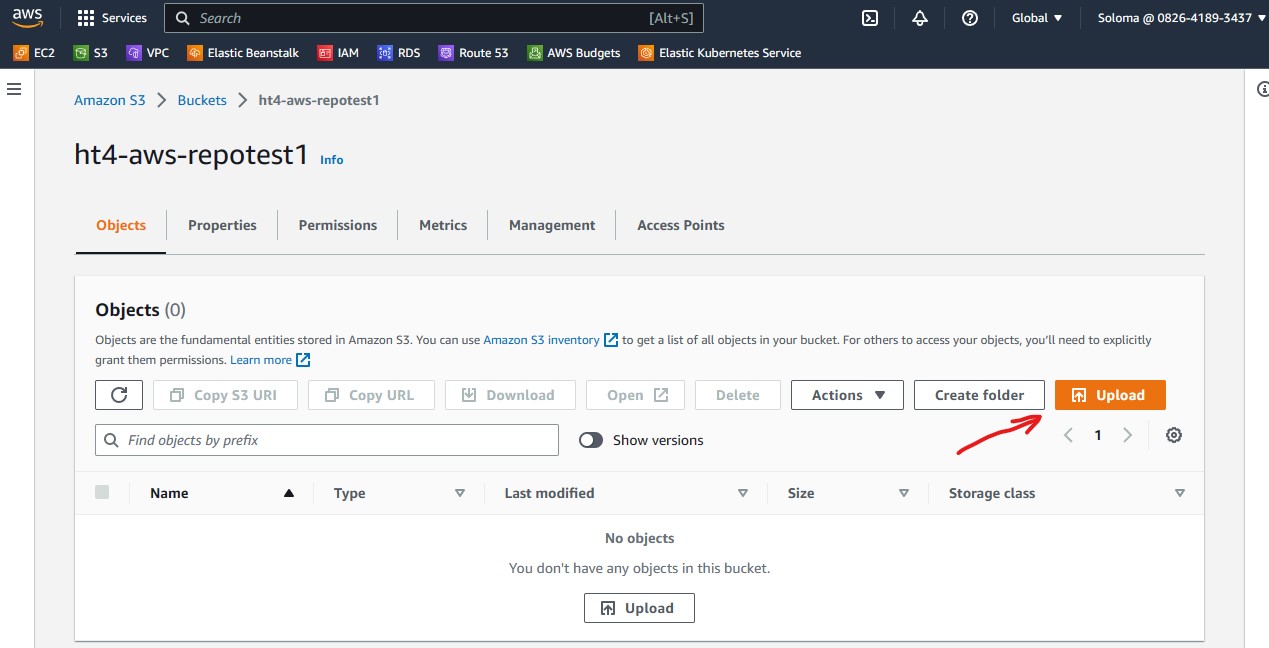 aws Services Search [Alt+S] Global Soloma @ 0826-4189-3437
EC2 S3 VPC Elastic Beanstalk IAM RDS Route 53 AWS Budgets Elastic Kubernetes Service
Amazon S3 > Buckets > ht4-aws-repotest1
ht4-aws-repotest1 Info
Objects Properties Permissions Metrics Management Access Points
Objects (0)
Objects are the fundamental entities stored in Amazon S3. You can use Amazon S3 inventory to get a list of all objects in your bucket. For others to access your objects, you'll need to explicitly
grant them permissions. Learn more
Copy S3 URI Copy URL Download Open Delete Actions Create folder Upload
Find objects by prefix Show versions < 1 >
Name Type Last modified Size Storage class
No objects
You don't have any objects in this bucket.
Upload